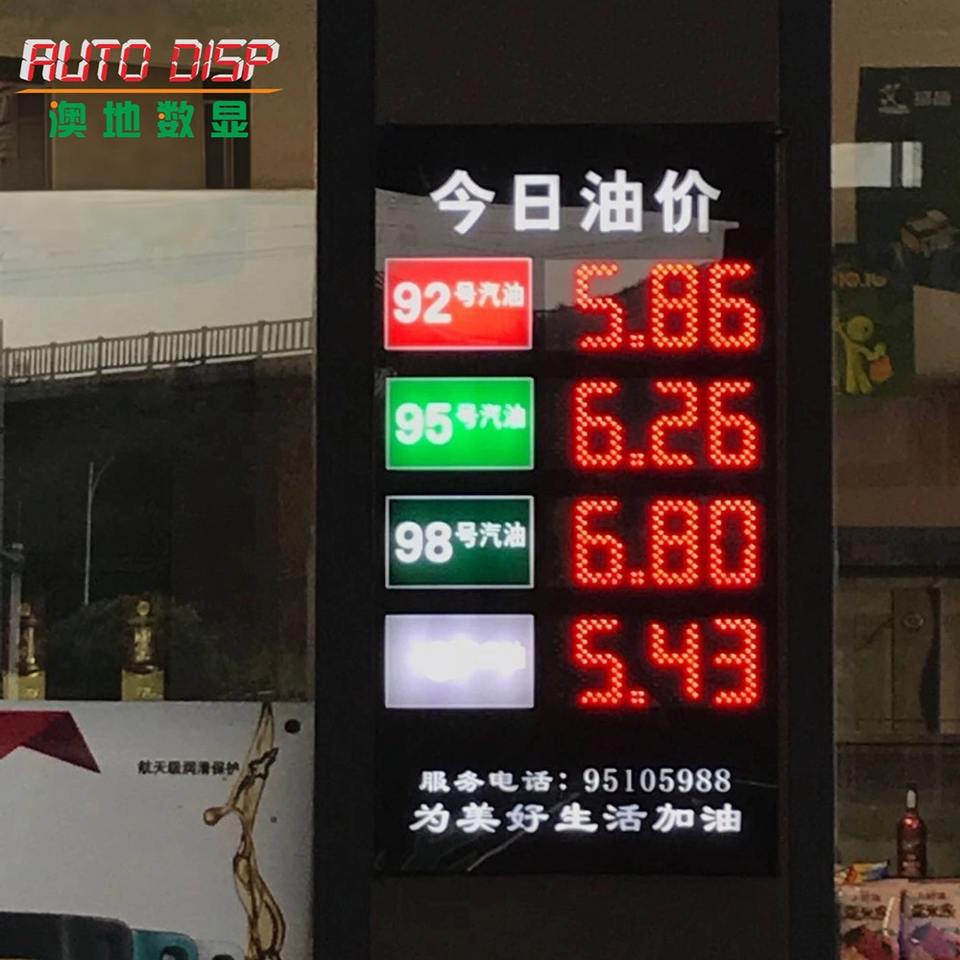 AUTO DISP
澳地数显
今日油价
92号汽油 5.86
95号汽油 6.26
98号汽油 6.80
5.43
服务电话：95105988
为美好生活加油
航天级润滑保护